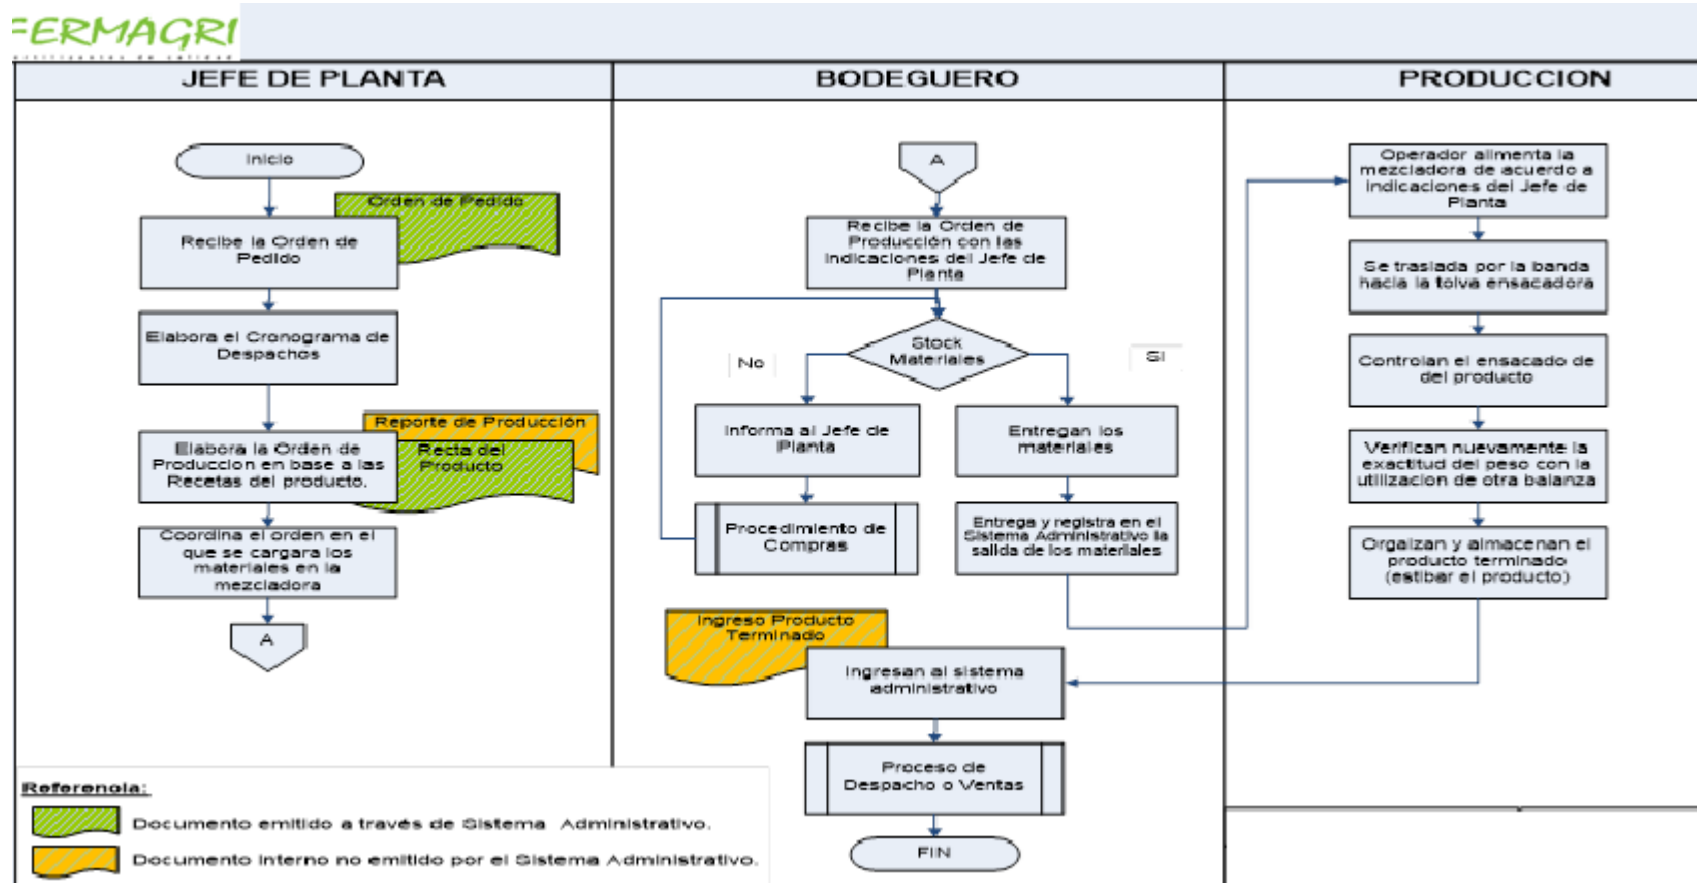 FERMAGRI
JEFE DE PLANTA
Inicio
Orden de Pedido
Recibe la Orden de
Pedido
Elabora el Cronograma de
Despachos
Reporte de Producción
Recta del
Producto
Elabora la Orden de
Produccion en base a las
Recetas del producto.
Coordina el orden en el
que se cargara los
materiales en la
mezcladora
A
BODEGUERO
A
Recibe la Orden de
Producción con las
Indicaciones del Jefe de
Planta
Stock
Materiales
No
SI
Informa al Jefe de
Planta
Procedimiento de
Compras
Entregan los
materiales
Entrega y registra en el
Sistema Administrativo la
salida de los materiales
Ingreso Producto
Terminado
Ingresan al sistema
administrativo
Proceso de
Despacho o Ventas
FIN
PRODUCCION
Operador alimenta la
mezcladora de acuerdo a
indicaciones del Jefe de
Planta
Se traslada por la banda
hacia la tolva ensacadora
Controlan el ensacado de
del producto
Verifican nuevamente la
exactitud del peso con la
utilizacion de otra balanza
Orgaizan y almacenan el
producto terminado
(estibar el producto)
Referencia:
Documento emitido a través de Sistema Administrativo.
Documento Interno no emitido por el Sistema Administrativo.